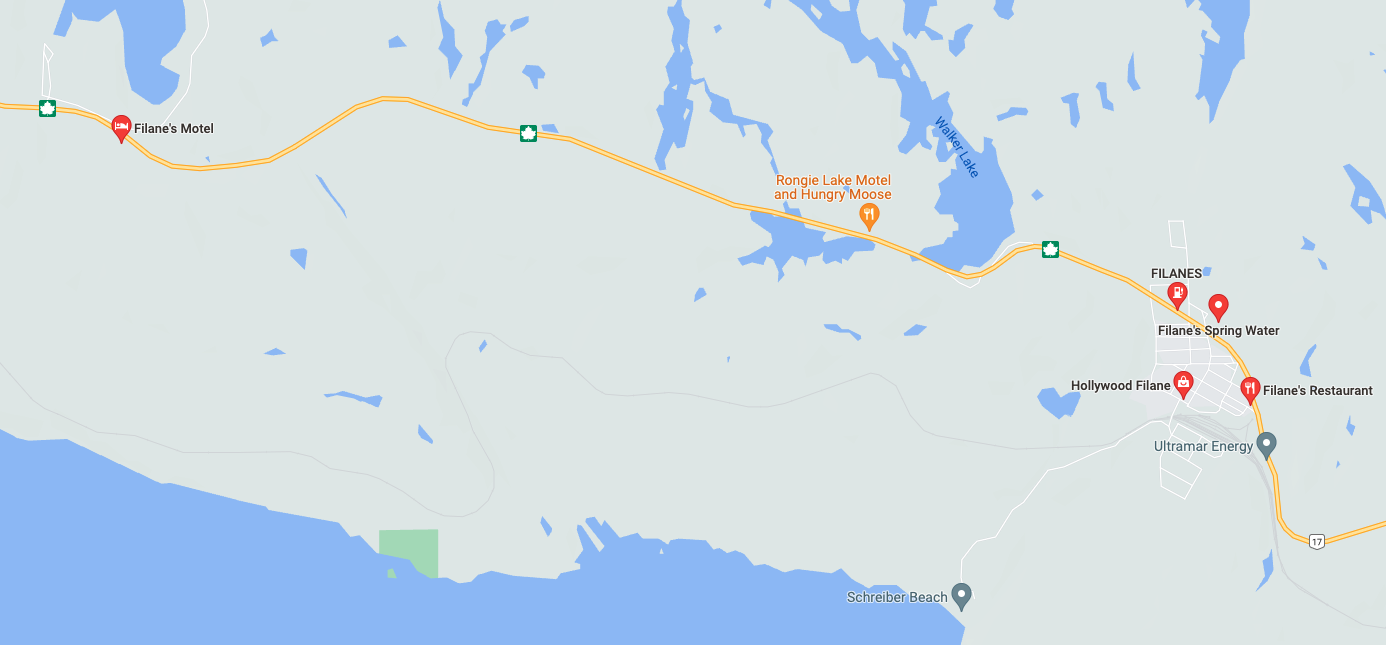 Filane's Motel
Walker Lake
Rongie Lake Motel
and Hungry Moose
FILANES
Filane's Spring Water
Hollywood Filane
Filane's Restaurant
Ultramar Energy
17
Schreiber Beach